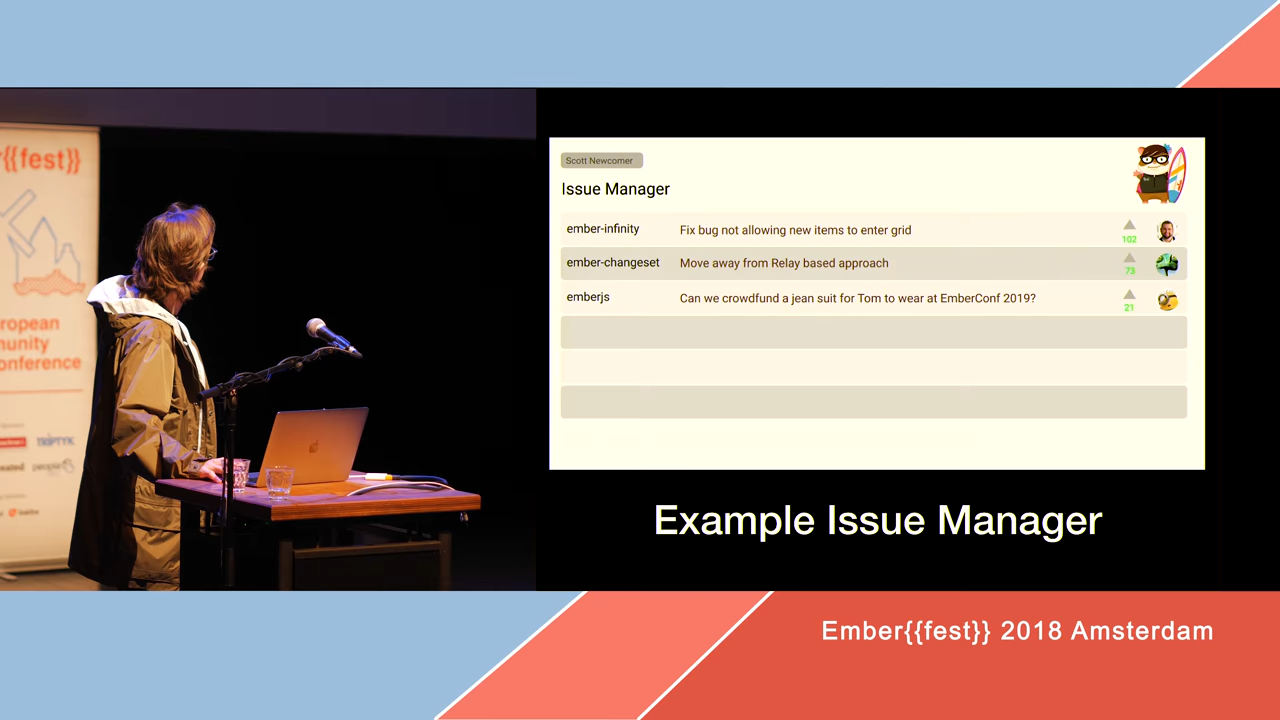 r{{fest}}
ropean
unity
onference
TRIPTYK
Scott Newcomer
Issue Manager
ember-infinity Fix bug not allowing new items to enter grid 102
ember-changeset Move away from Relay based approach 73
emberjs Can we crowdfund a jean suit for Tom to wear at EmberConf 2019? 21
Example Issue Manager
Ember{{fest}} 2018 Amsterdam